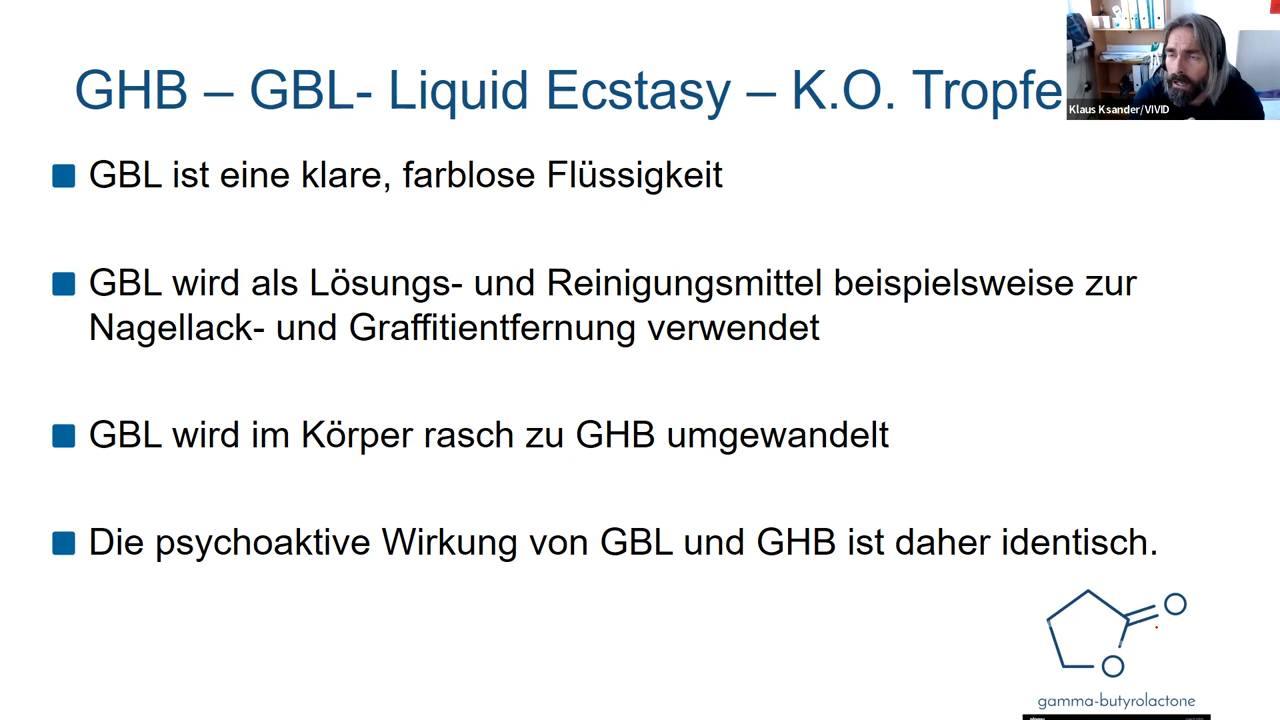 GHB – GBL- Liquid Ecstasy – K.O. Tropfe
Klaus Ksander/VIVID
GBL ist eine klare, farblose Flüssigkeit
GBL wird als Lösungs- und Reinigungsmittel beispielsweise zur
Nagellack- und Graffitientfernung verwendet
GBL wird im Körper rasch zu GHB umgewandelt
Die psychoaktive Wirkung von GBL und GHB ist daher identisch.
O
O
gamma-butyrolactone